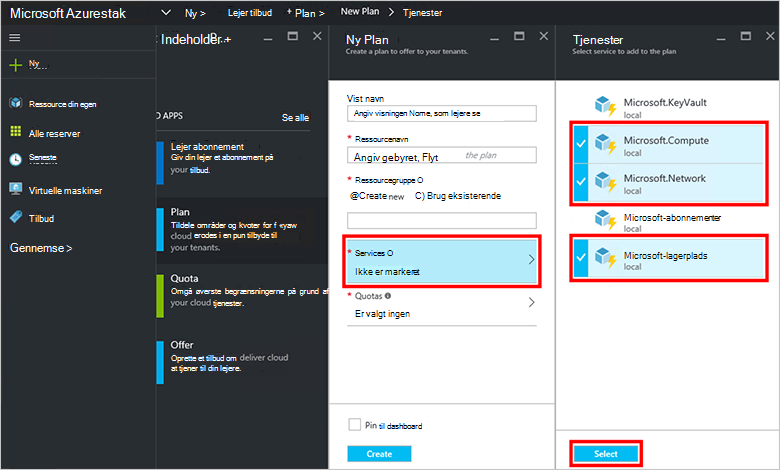 Microsoft Azurestak
Ny >
Lejer tilbud
+ Plan >
New Plan
Tjenester
Ny
Ressource din egen
Alle reserver
Seneste
Virtuelle maskiner
Tilbud
Gennemse >
Indeholder +
D APPS
Se alle
Lejer abonnement
Giv din lejer et abonnement på
your tilbud.
Plan
Tildele områder og kvoter for
cloud erodes i en pun tilbyde til
your tenants.
Quota
Omgå øverste begrænsningerne på grund af
your cloud tjenester.
Offer
Oprette et tilbud om deliver cloud
at tjener til din lejere.
Ny Plan
Create a plan to offer to your tenants.
Vist navn
Angiv visningen Nome, som lejere se
* Ressourcenavn
Angiv gebyret, Flyt the plan
* Ressourcegruppe O
@Create new C) Brug eksisterende
* Services O
Ikke er markeret
* Quotas
Er valgt ingen
Pin til dashboard
Create
Tjenester
Select service to add to the plan
Microsoft.KeyVault
local
Microsoft.Compute
local
Microsoft.Network
local
Microsoft-abonnementer
local
Microsoft-lagerplads
local
Select